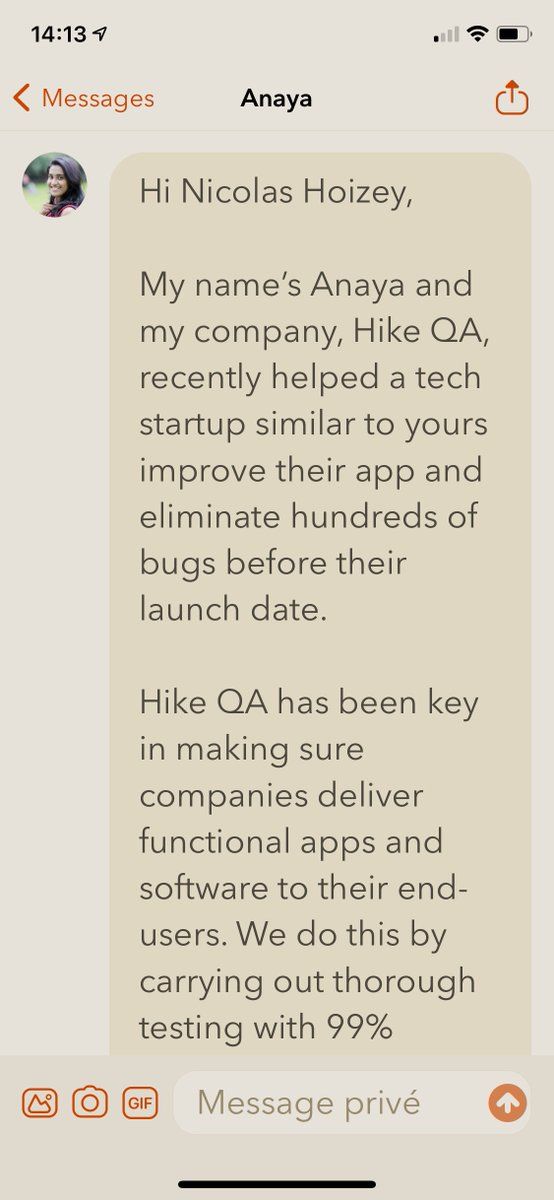 14:13
Messages
Anaya
Hi Nicolas Hoizey,
My name’s Anaya and
my company, Hike QA,
recently helped a tech
startup similar to yours
improve their app and
eliminate hundreds of
bugs before their
launch date.
Hike QA has been key
in making sure
companies deliver
functional apps and
software to their end-
users. We do this by
carrying out thorough
testing with 99%
GIF
Message privé